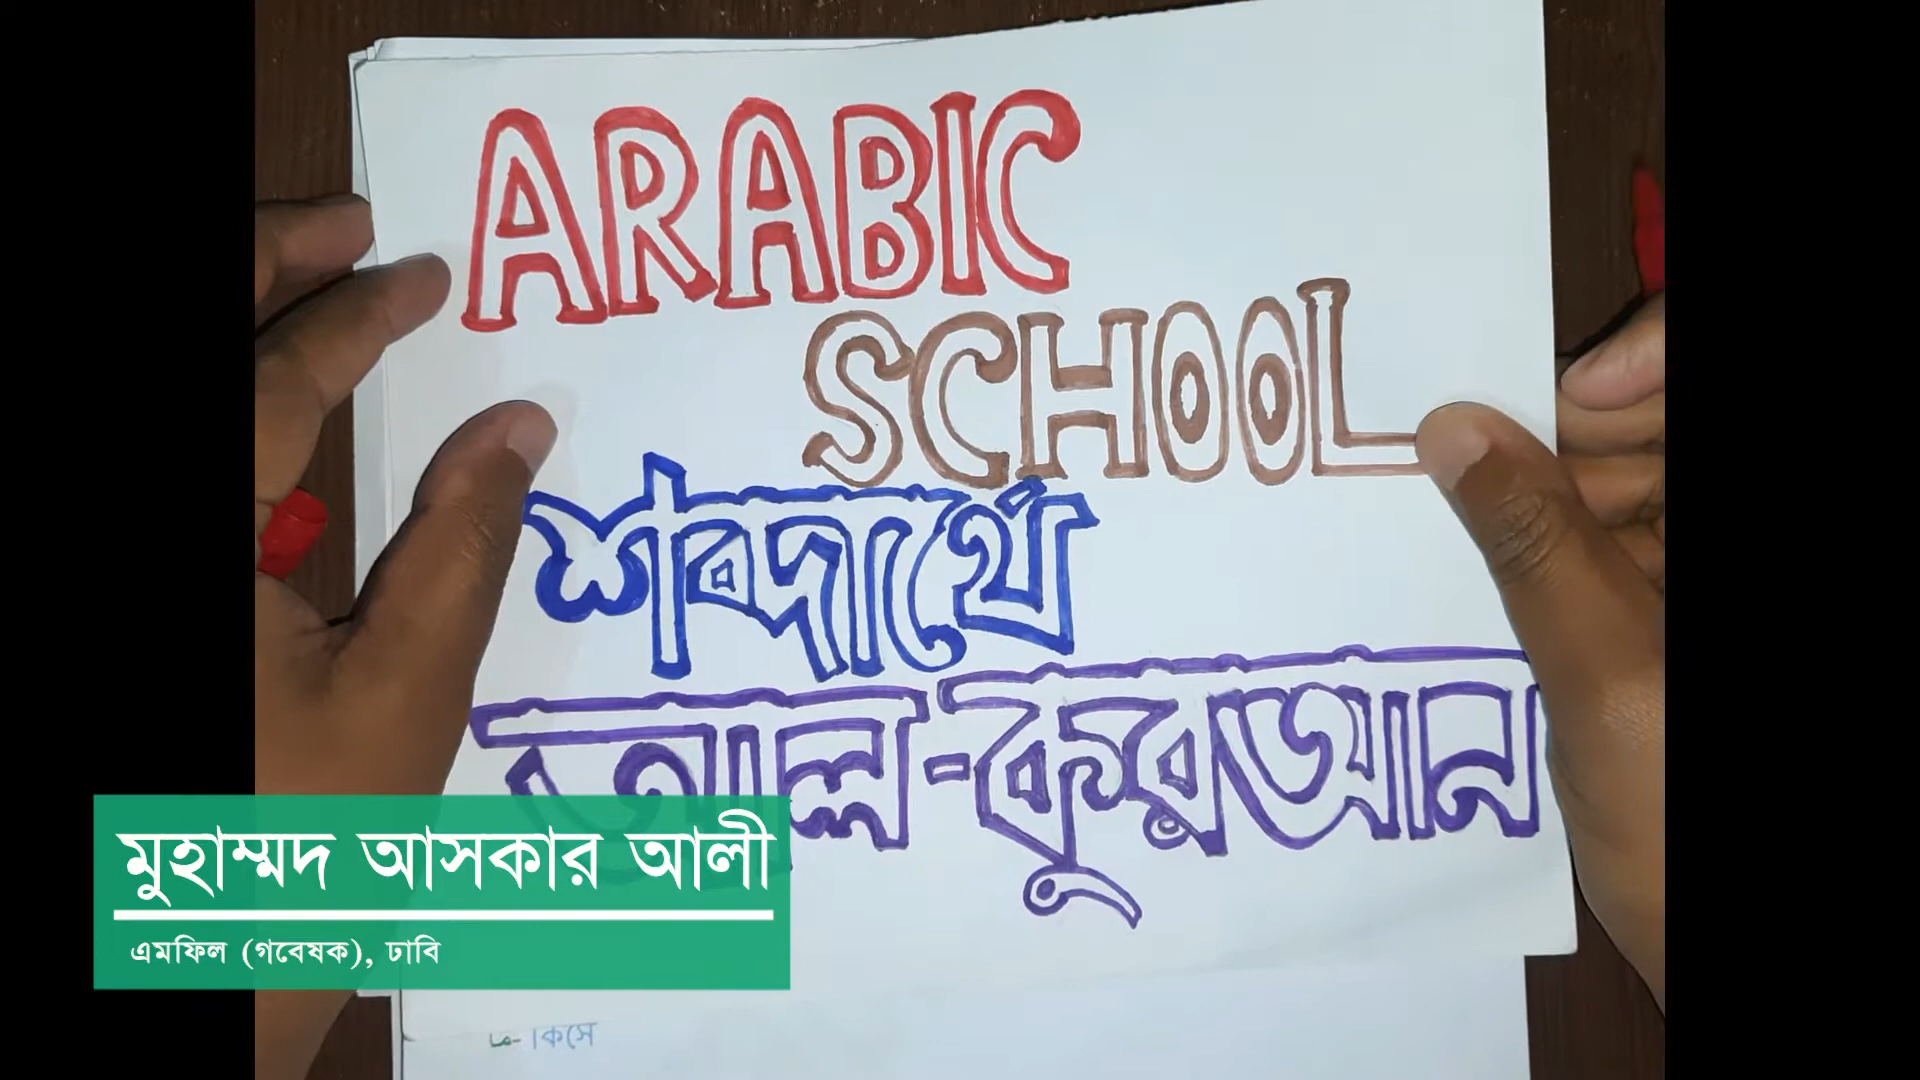 ARABIC
SCHOOL
শব্দার্থে
আল-কুরআন
মুহাম্মদ আসকার আলী
এমফিল (গবেষক), ঢাবি